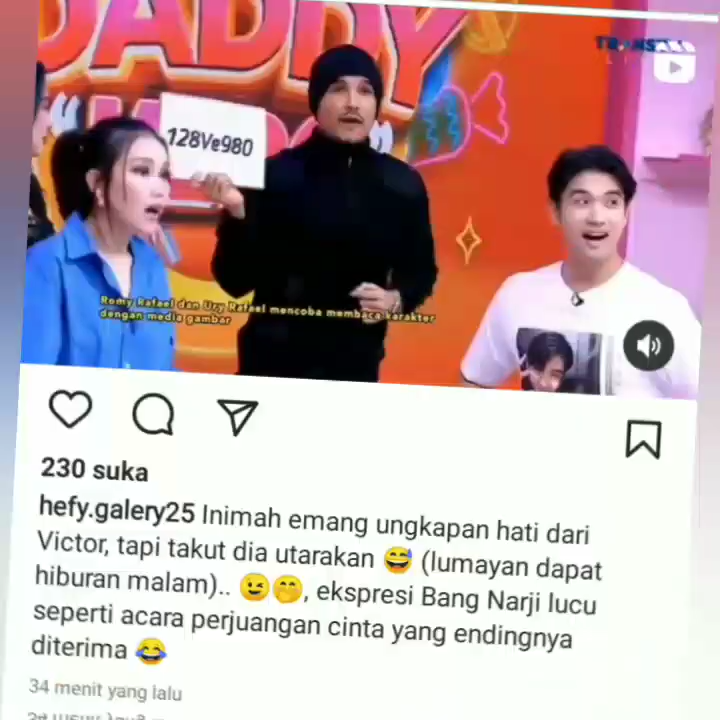 DADDY
TRANS
128Ve980
Romy Rafael dan Ury Rafael mencoba membaca karakter
dengan media gambar
230 suka
hefy.galery25 Inimah emang ungkapan hati dari
Victor, tapi takut dia utarakan 😅 (lumayan dapat
hiburan malam).. 😉🤭, ekspresi Bang Narji lucu
seperti acara perjuangan cinta yang endingnya
diterima 😂
34 menit yang lalu